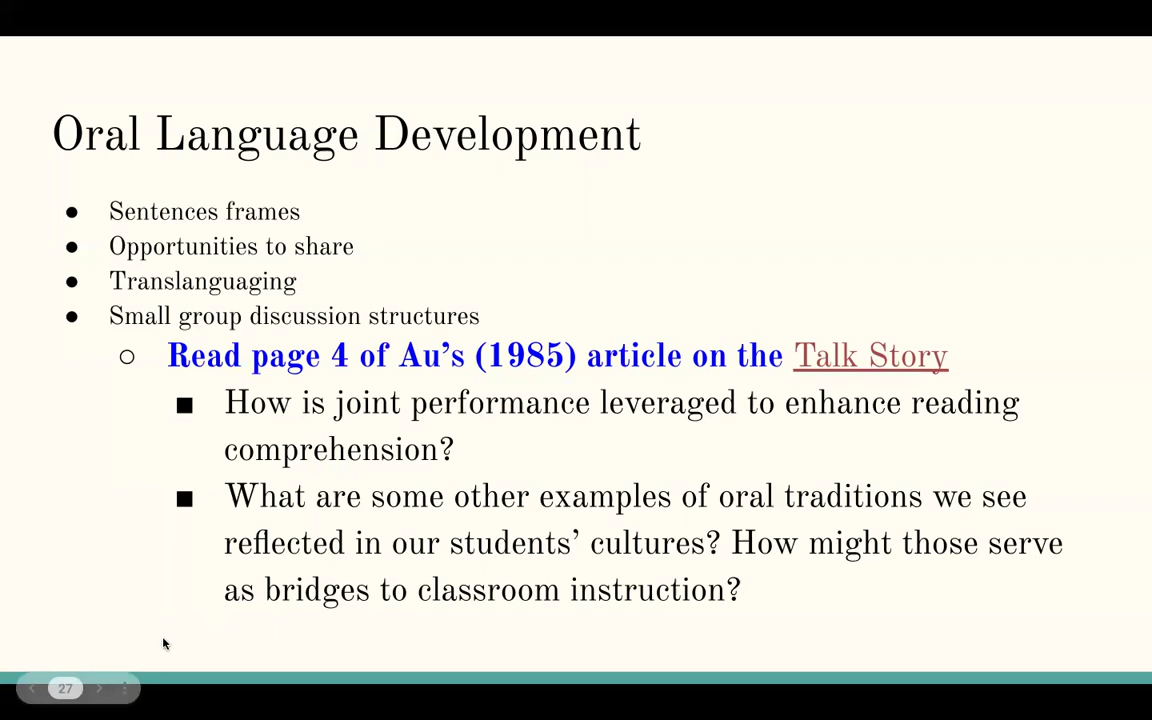 Oral Language Development
● Sentences frames
● Opportunities to share
● Translanguaging
● Small group discussion structures
○ Read page 4 of Au’s (1985) article on the Talk Story
■ How is joint performance leveraged to enhance reading
comprehension?
■ What are some other examples of oral traditions we see
reflected in our students’ cultures? How might those serve
as bridges to classroom instruction?
27